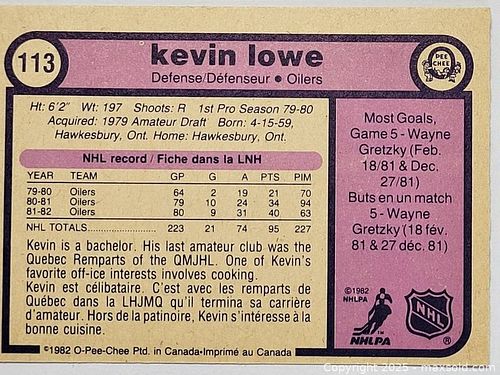 113
kevin lowe
Defense/Défenseur • Oilers
O
PEE
CHEE
Ht: 6'2" Wt: 197 Shoots: R 1st Pro Season 79-80
Acquired: 1979 Amateur Draft Born: 4-15-59,
Hawkesbury, Ont. Home: Hawkesbury, Ont.
NHL record / Fiche dans la LNH
YEAR TEAM GP G A PTS PIM
79-80 Oilers 64 2 19 21 70
80-81 Oilers 79 10 24 34 94
81-82 Oilers 80 9 31 40 63
NHL TOTALS................ 223 21 74 95 227
Kevin is a bachelor. His last amateur club was the
Quebec Remparts of the QMJHL. One of Kevin's
favorite off-ice interests involves cooking.
Kevin est célibataire. C'est avec les remparts de
Québec dans la LHJMQ qu'il termina sa carrière
d'amateur. Hors de la patinoire, Kevin s'intéresse à la
bonne cuisine.
Most Goals,
Game 5 - Wayne
Gretzky (Feb.
18/81 & Dec.
27/81)
Buts en un match
5 - Wayne
Gretzky (18 fév.
81 & 27 déc. 81)
©1982
NHLPA
NHLPA
TM
NHL
®
©1982 O-Pee-Chee Ptd. in Canada-Imprimé au Canada
Copyright 2025 - maxsold.com